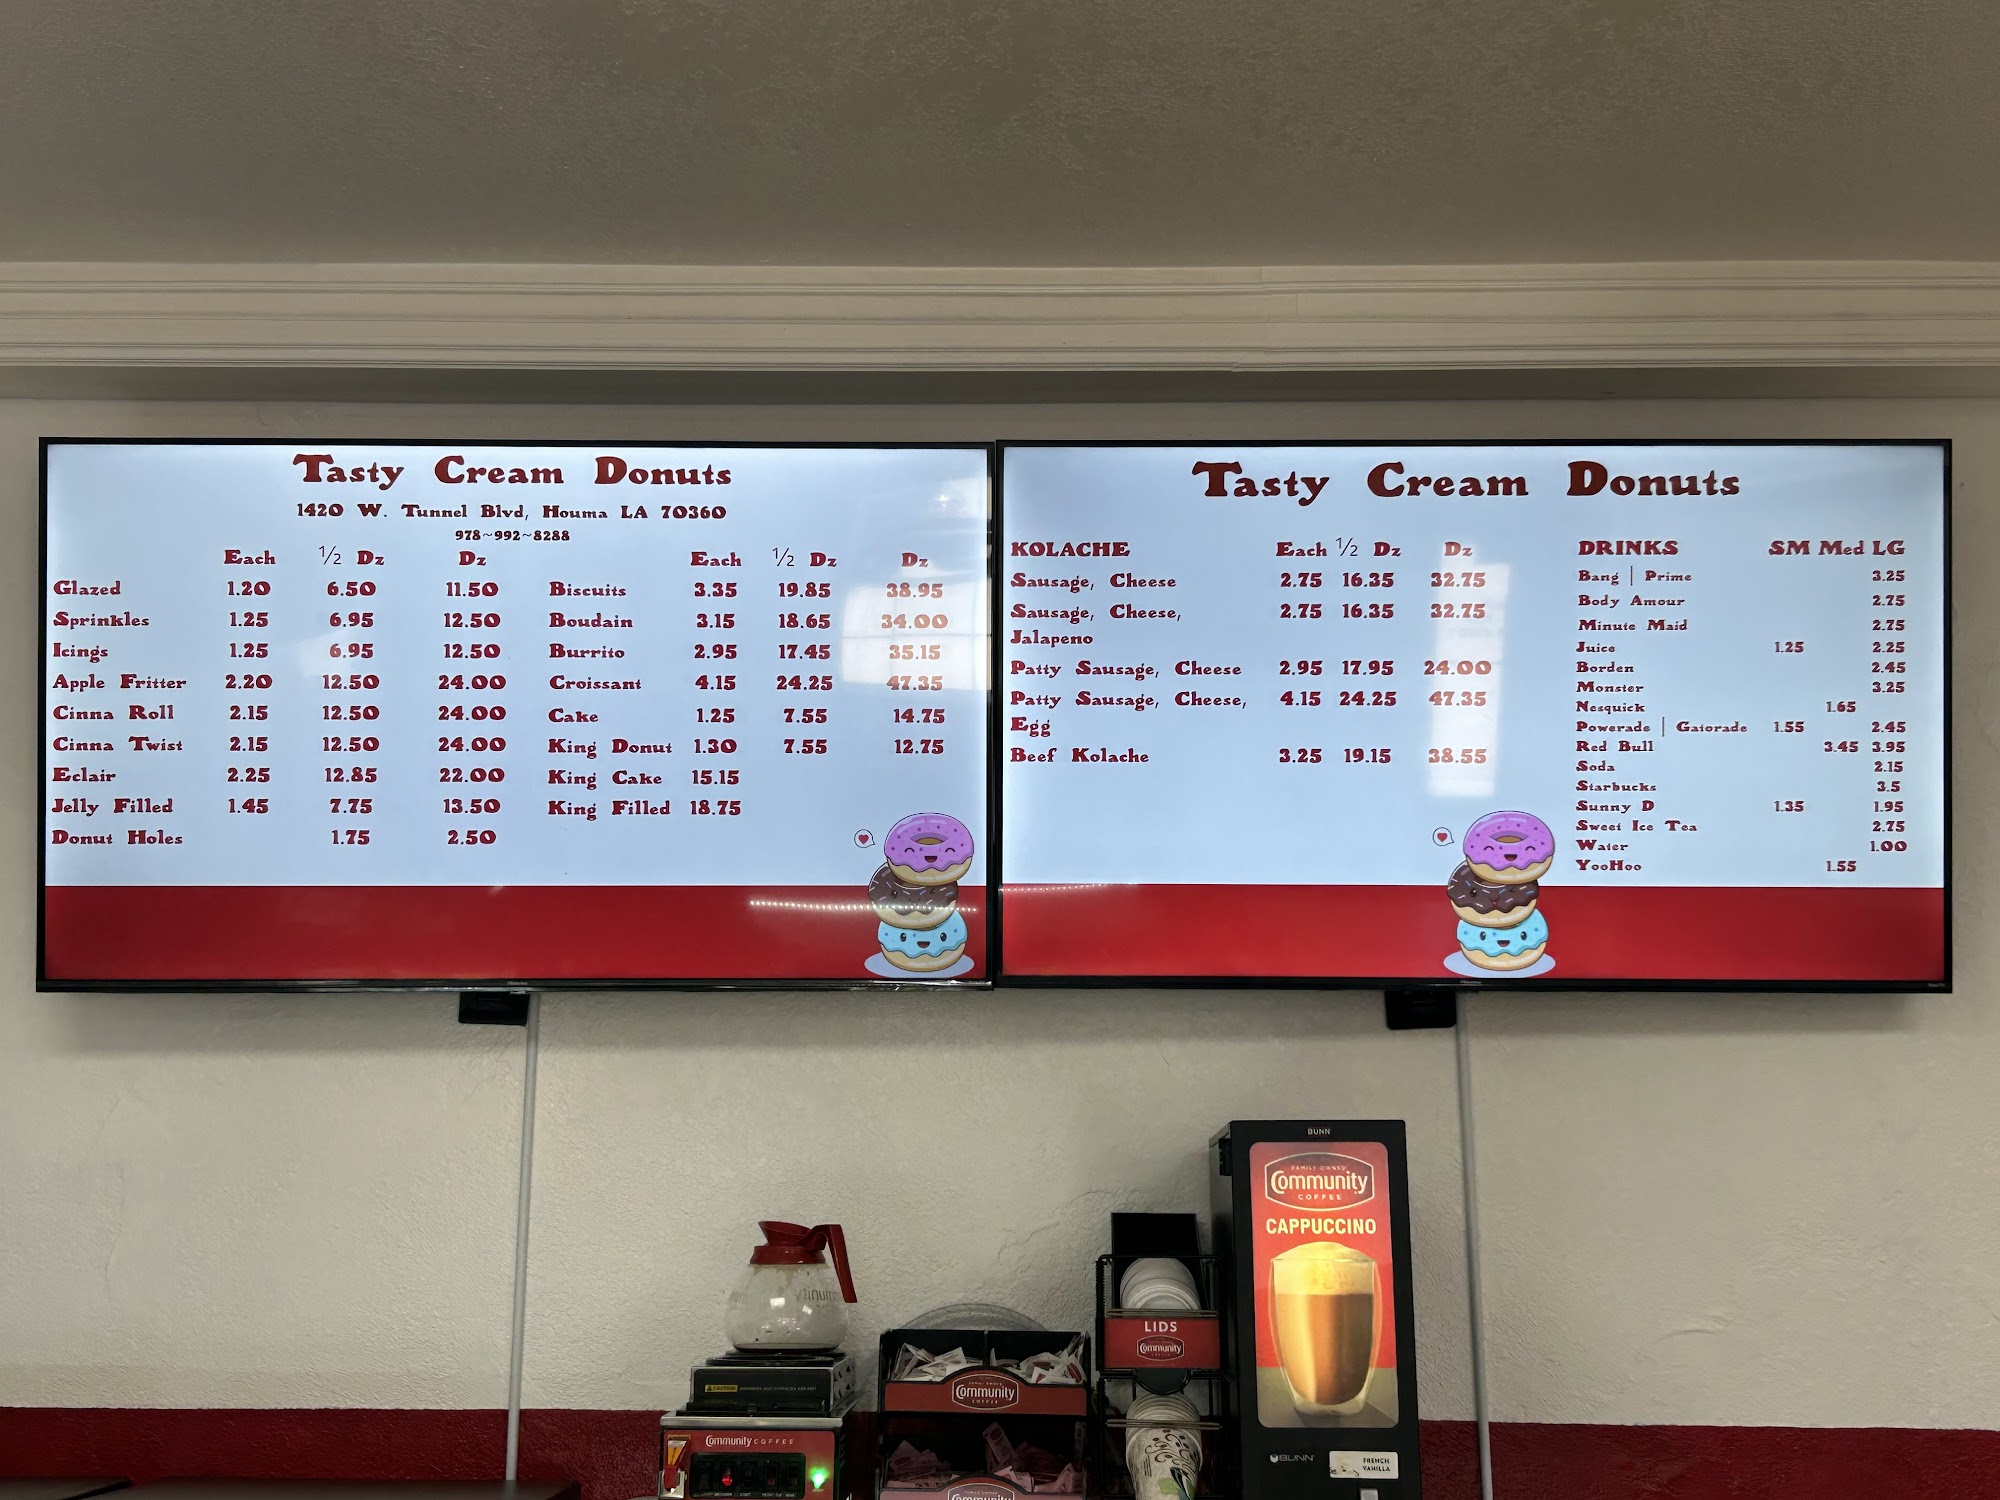 Tasty Cream Donuts
1420 W. Tunnel Blvd, Houma LA 70360
978~992~8288
Each ½ Dz Dz
Glazed 1.20 6.50 11.50
Sprinkles 1.25 6.95 12.50
Icings 1.25 6.95 12.50
Apple Fritter 2.20 12.50 24.00
Cinna Roll 2.15 12.50 24.00
Cinna Twist 2.15 12.50 24.00
Eclair 2.25 12.85 22.00
Jelly Filled 1.45 7.75 13.50
Donut Holes 1.75 2.50
Each ½ Dz Dz
Biscuits 3.35 19.85 38.95
Boudain 3.15 18.65 34.00
Burrito 2.95 17.45 35.15
Croissant 4.15 24.25 47.35
Cake 1.25 7.55 14.75
King Donut 1.30 7.55 12.75
King Cake 15.15
King Filled 18.75
Tasty Cream Donuts
KOLACHE Each ½ Dz Dz
Sausage, Cheese 2.75 16.35 32.75
Sausage, Cheese, 2.75 16.35 32.75
Jalapeno
Patty Sausage, Cheese 2.95 17.95 24.00
Patty Sausage, Cheese, 4.15 24.25 47.35
Egg
Beef Kolache 3.25 19.15 38.55
DRINKS SM Med LG
Bang | Prime 3.25
Body Amour 2.75
Minute Maid 2.75
Juice 1.25 2.25
Borden 2.45
Monster 3.25
Nesquick 1.65
Powerade | Gatorade 1.55 2.45
Red Bull 3.45 3.95
Soda 2.15
Starbucks 3.5
Sunny D 1.35 1.95
Sweet Ice Tea 2.75
Water 1.00
YooHoo 1.55
BUNN
FAMILY OWNED
Community
COFFEE
CAPPUCCINO
BUNN
FRENCH
VANILLA
LIDS
Community
Community
COFFEE
Community COFFEE
CAUTION
Community